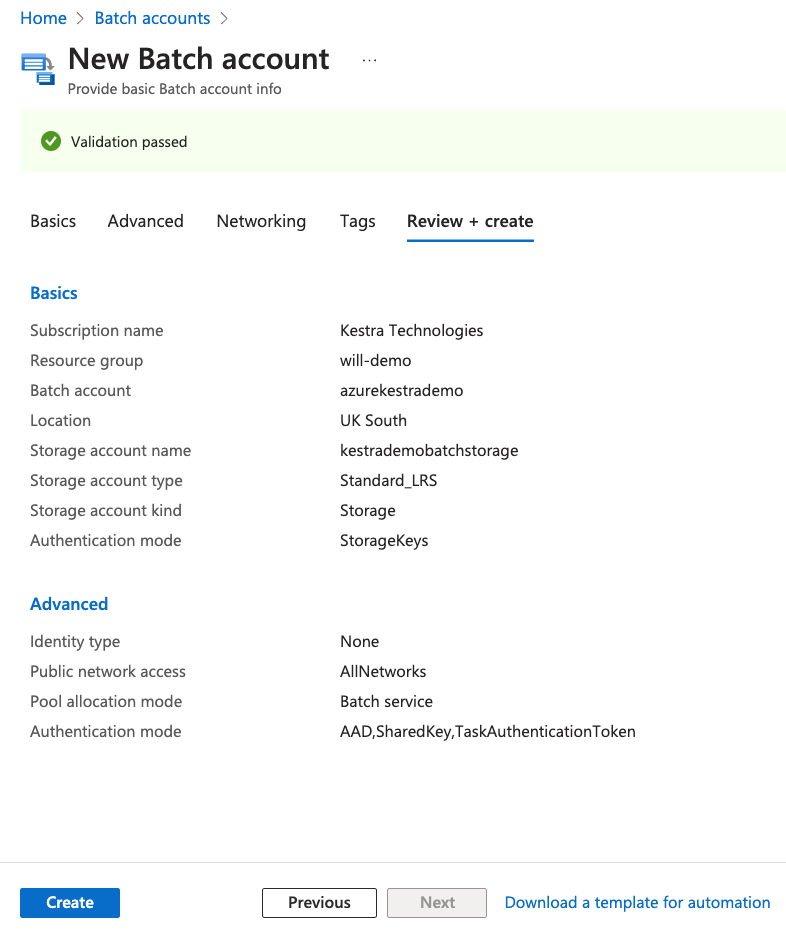 Home > Batch accounts >
New Batch account ...
Provide basic Batch account info
Validation passed
Basics Advanced Networking Tags Review + create
Basics
Subscription name Kestra Technologies
Resource group will-demo
Batch account azurekestrademo
Location UK South
Storage account name kestrademobatchstorage
Storage account type Standard_LRS
Storage account kind Storage
Authentication mode StorageKeys
Advanced
Identity type None
Public network access AllNetworks
Pool allocation mode Batch service
Authentication mode AAD,SharedKey,TaskAuthenticationToken
Create Previous Next Download a template for automation